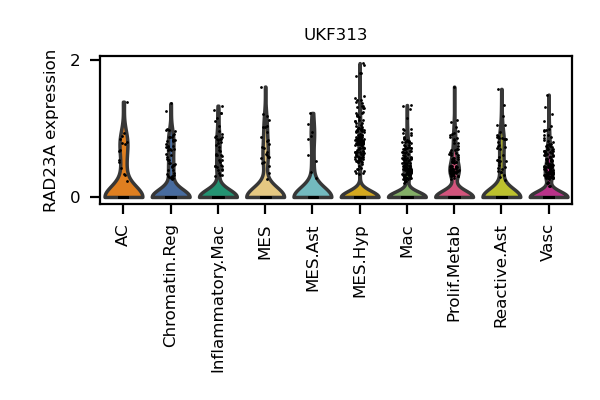 UKF313
RAD23A expression
2
0
AC
Chromatin.Reg
Inflammatory.Mac
MES
MES.Ast
MES.Hyp
Mac
Prolif.Metab
Reactive.Ast
Vasc